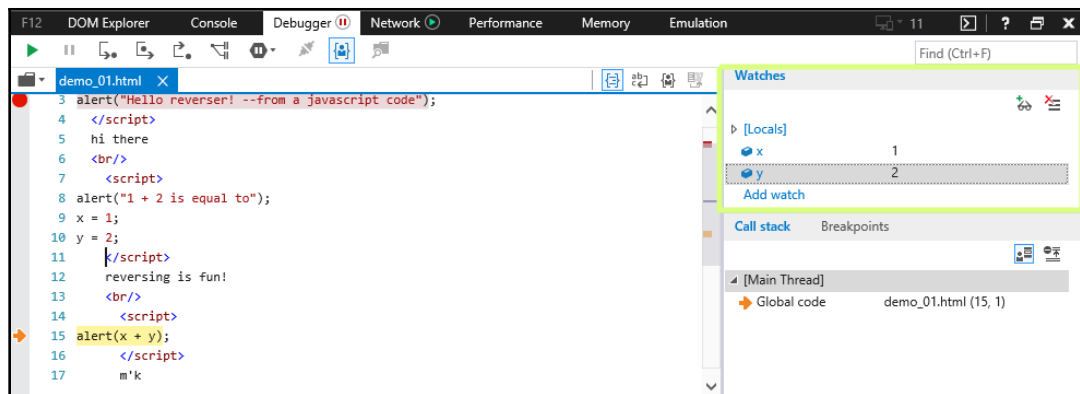 F12 DOM Explorer Console Debugger Network Performance Memory Emulation 11 ? x
Find (Ctrl+F)
demo_01.html X
3 alert("Hello reverser! --from a javascript code");
4 </script>
5 hi there
6 <br/>
7 <script>
8 alert("1 + 2 is equal to");
9 x = 1;
10 y = 2;
11 </script>
12 reversing is fun!
13 <br/>
14 <script>
15 alert(x + y);
16 </script>
17 m'k
Watches
[Locals]
x 1
y 2
Add watch
Call stack Breakpoints
[Main Thread]
Global code demo_01.html (15, 1)